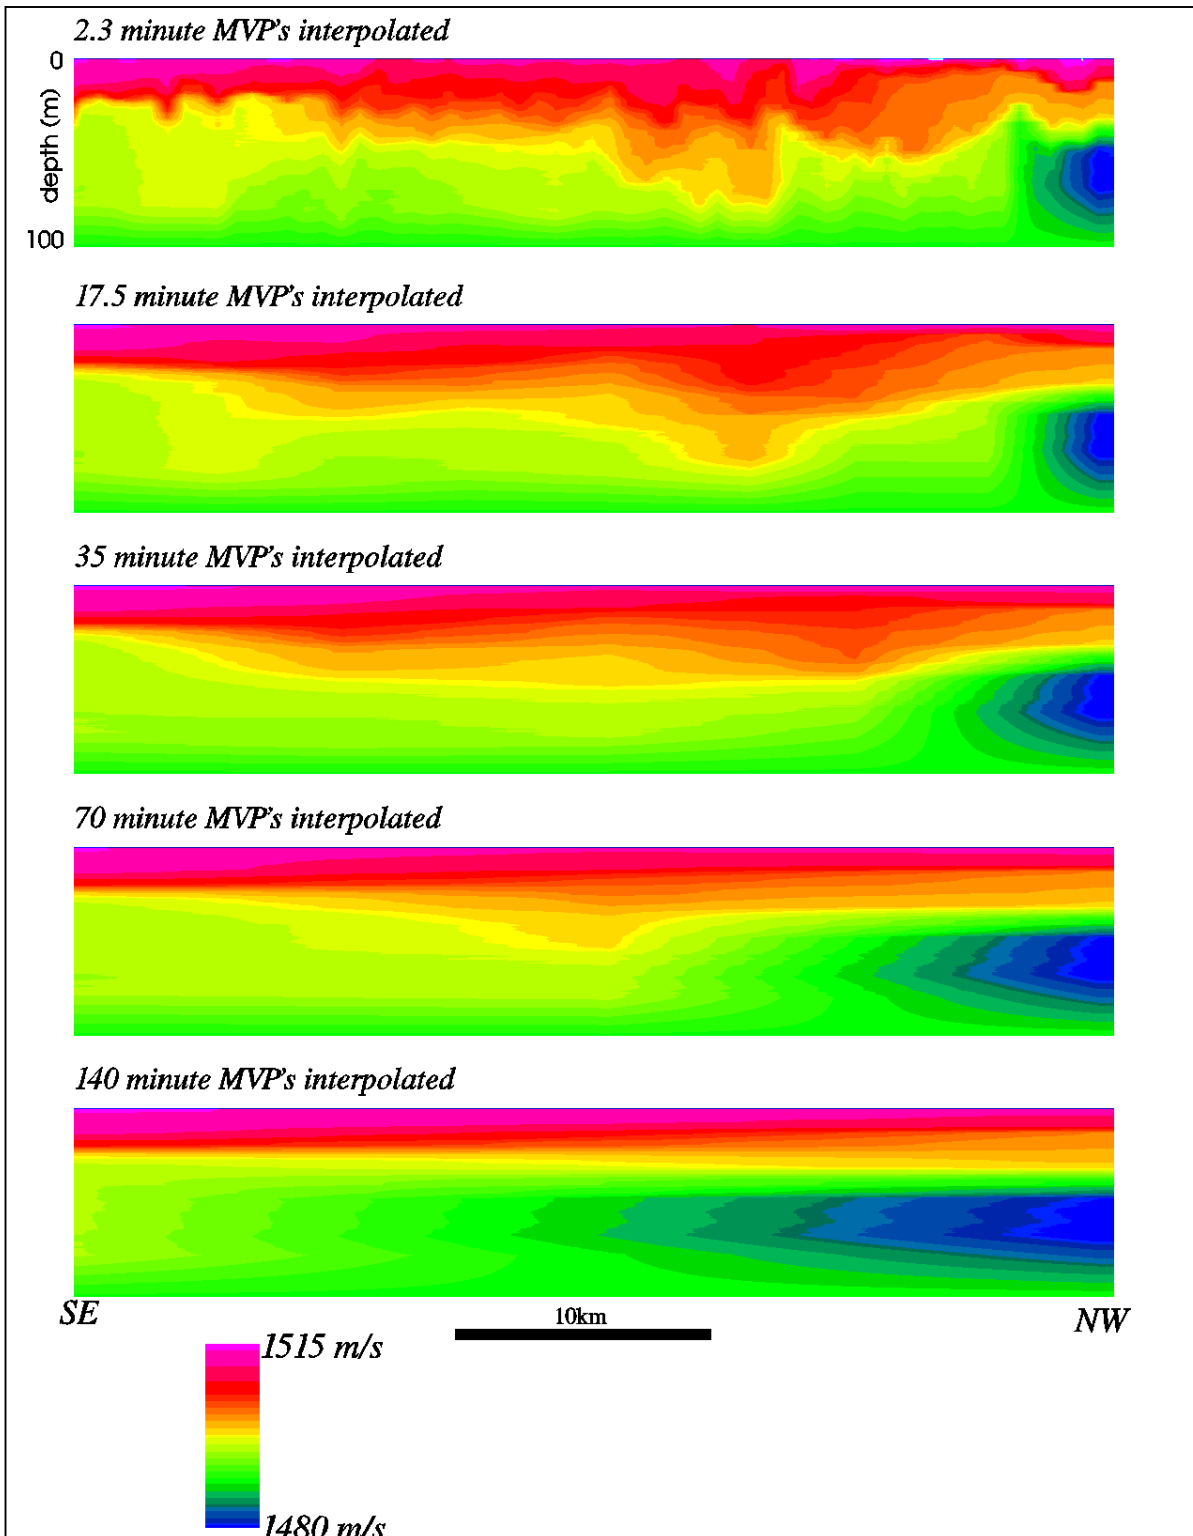 2.3 minute MVP's interpolated
0
depth (m)
100
17.5 minute MVP's interpolated
35 minute MVP's interpolated
70 minute MVP's interpolated
140 minute MVP's interpolated
SE
10km
NW
1515 m/s
1480 m/s